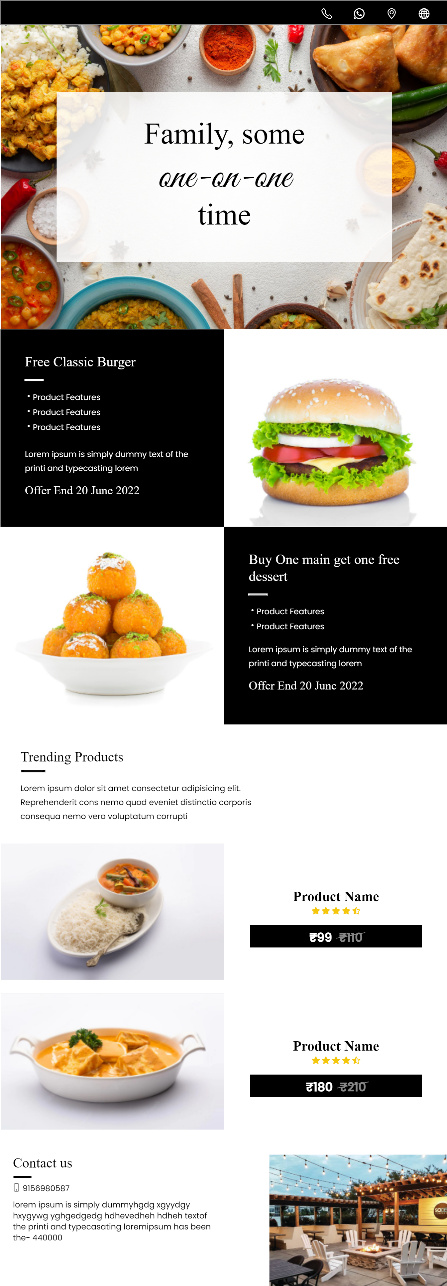 Family, some
one-on-one
time
Free Classic Burger
• Product Features
• Product Features
• Product Features
Lorem ipsum is simply dummy text of the
printi and typecasting lorem
Offer End 20 June 2022
Buy One main get one free
dessert
• Product Features
• Product Features
Lorem ipsum is simply dummy text of the
printi and typecasting lorem
Offer End 20 June 2022
Trending Products
Lorem ipsum dolor sit amet consectetur adipisicing elit.
Reprehenderit cons nemo quod eveniet distinctio corporis
consequa nemo vero voluptatum corrupti
Product Name
₹99 ₹110
Product Name
₹180 ₹210
Contact us
9156980587
lorem ipsum is simply dummyhgdg xgyydgy
hxygywg yghgedgedg hdhevedheh hdheh textof
the printi and typecascting loremipsum has been
the- 440000